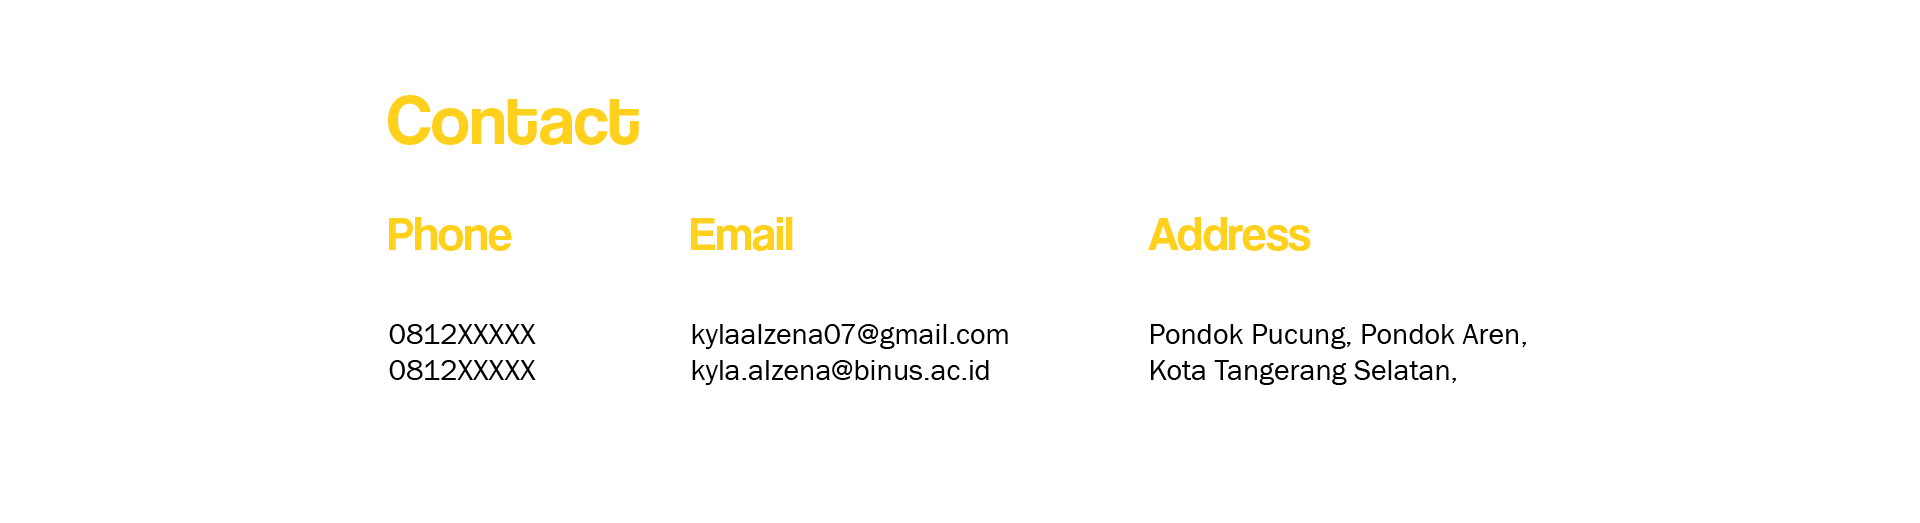 Contact
Phone
Email
Address
0812XXXXX
0812XXXXX
kylaalzena07@gmail.com
kyla.alzena@binus.ac.id
Pondok Pucung, Pondok Aren,
Kota Tangerang Selatan,